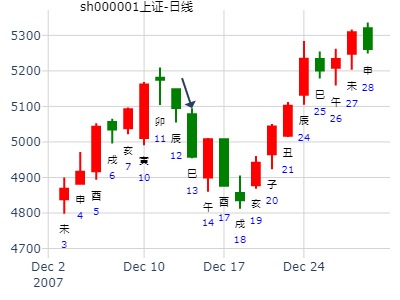 sh000001上证-日线
5300
5200
5100
5000
4900
4800
4700
未
3
申
4
酉
5
戌
6
亥
7
寅
10
卯
11
辰
12
巳
13
午
14
酉
17
戌
18
亥
19
子
20
丑
21
辰
24
巳
25
午
26
未
27
申
28
Dec 2
2007
Dec 10
Dec 17
Dec 24